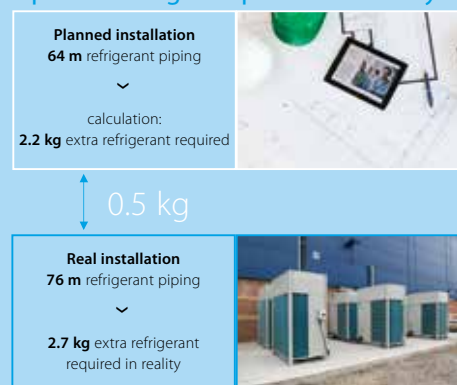 Planned installation
64 m refrigerant piping
calculation:
2.2 kg extra refrigerant required
0.5 kg
Real installation
76 m refrigerant piping
2.7 kg extra refrigerant
required in reality